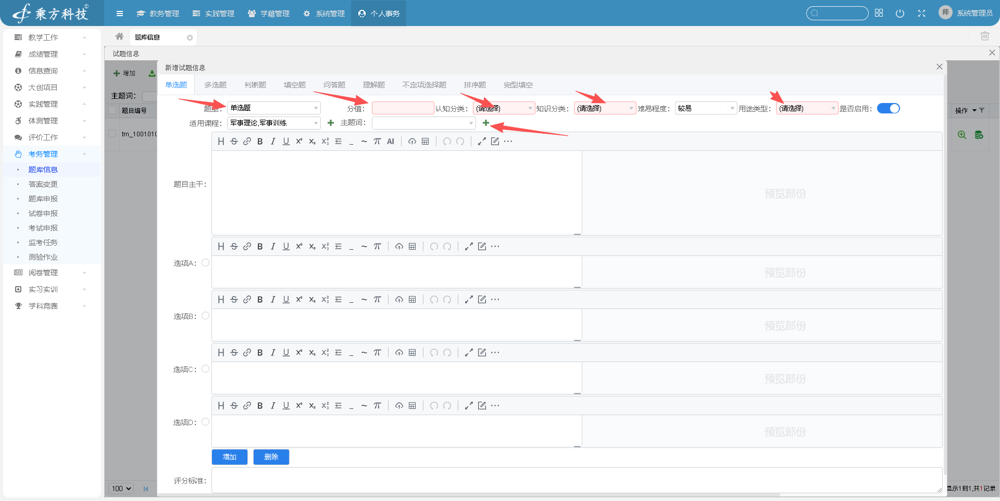 乘方科技
教务管理 实践管理 学籍管理 系统管理 个人事务 师 系统管理员
题库信息
教学工作
成绩管理
信息查询
大创项目
实践管理
体测管理
评价工作
考务管理
题库信息
答案变更
题库申报
试卷申报
考试申报
监考任务
测验作业
阅卷管理
实习实训
学科竞赛
试题信息
增加
主题词：
题目编号 操作
tm_1001010
新增试题信息
单选题 多选题 判断题 填空题 问答题 理解题 不定项选择题 排序题 完型填空
题型： 单选题 分值： 认知分类： (请选择) 知识分类： (请选择) 难易程度： 较易 用途类型： (请选择) 是否启用：
适用课程： 军事理论,军事训练 主题词：
AI
题目主干： 预览部份
选项A： 预览部份
选项B： 预览部份
选项C： 预览部份
选项D： 预览部份
增加 删除
评分标准：
100 显示1到1,共1记录